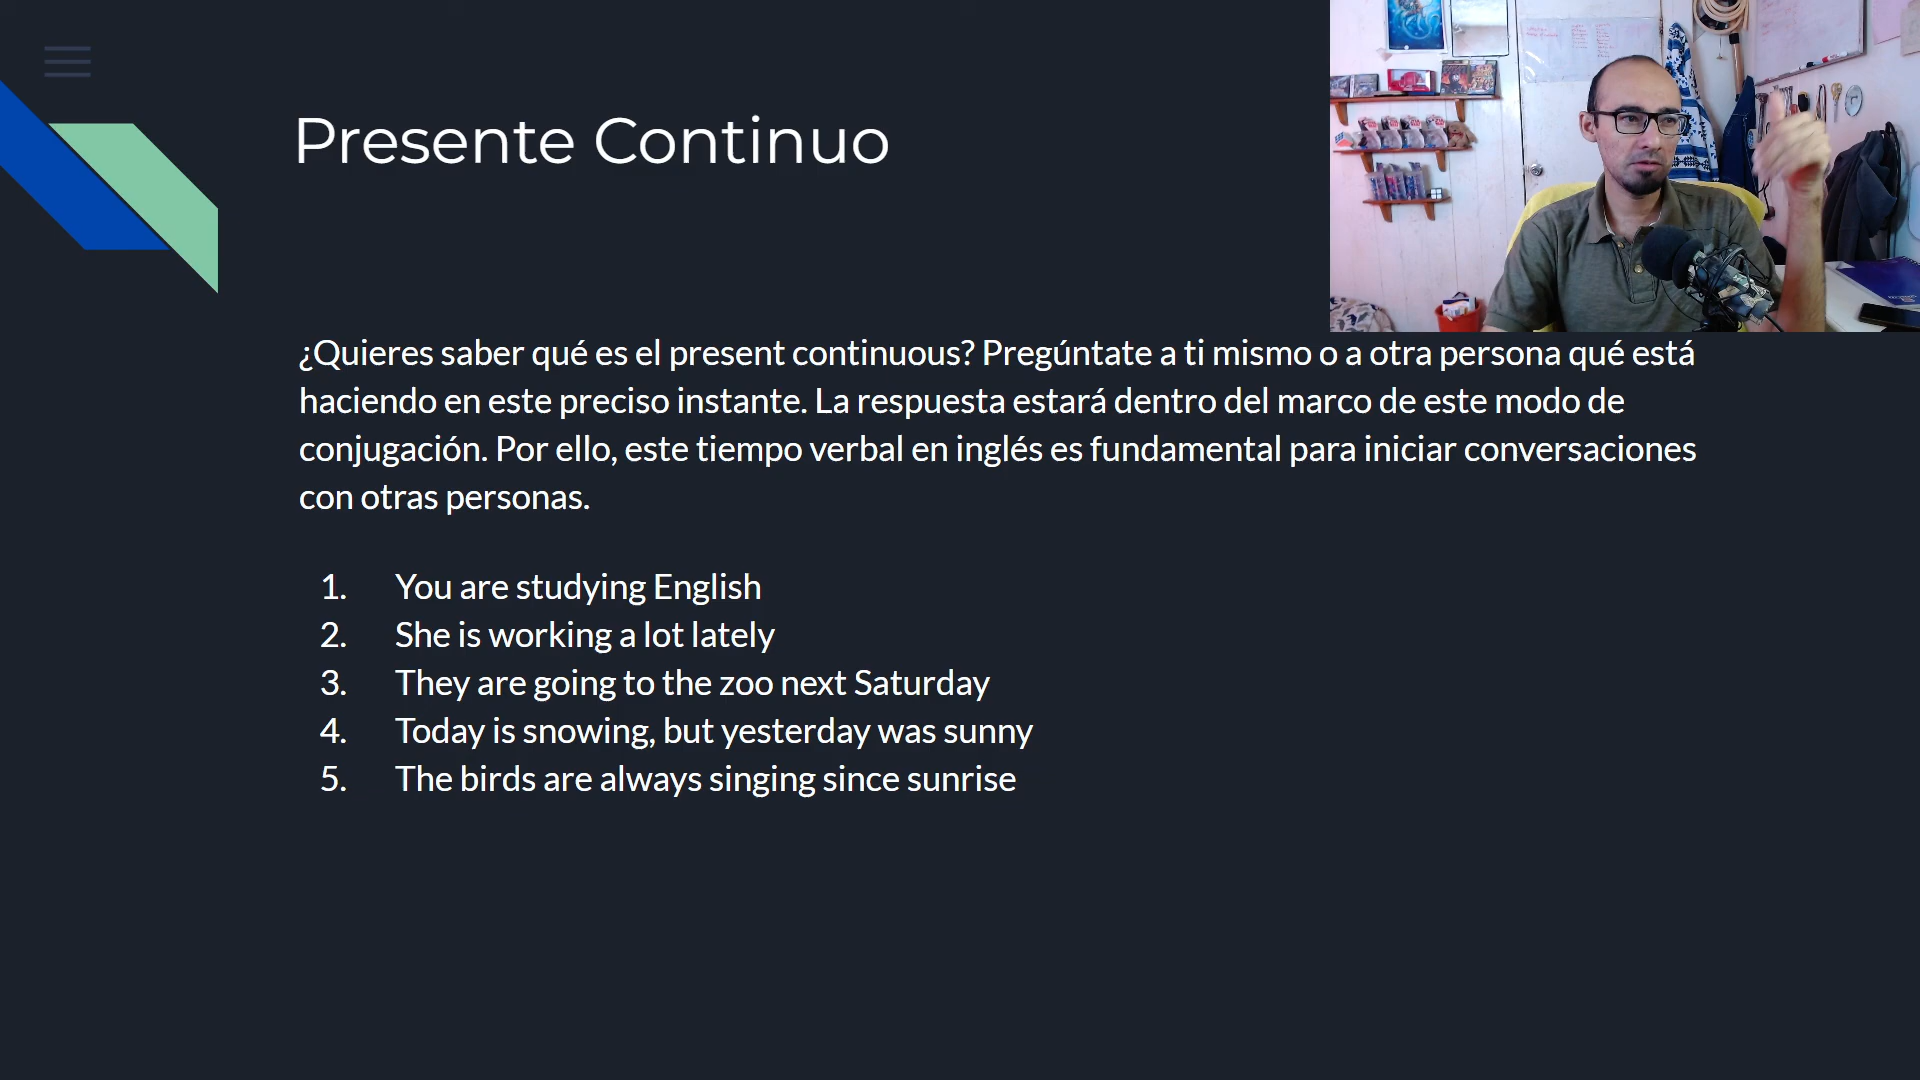 Presente Continuo
¿Quieres saber qué es el present continuous? Pregúntate a ti mismo o a otra persona qué está
haciendo en este preciso instante. La respuesta estará dentro del marco de este modo de
conjugación. Por ello, este tiempo verbal en inglés es fundamental para iniciar conversaciones
con otras personas.
1. You are studying English
2. She is working a lot lately
3. They are going to the zoo next Saturday
4. Today is snowing, but yesterday was sunny
5. The birds are always singing since sunrise